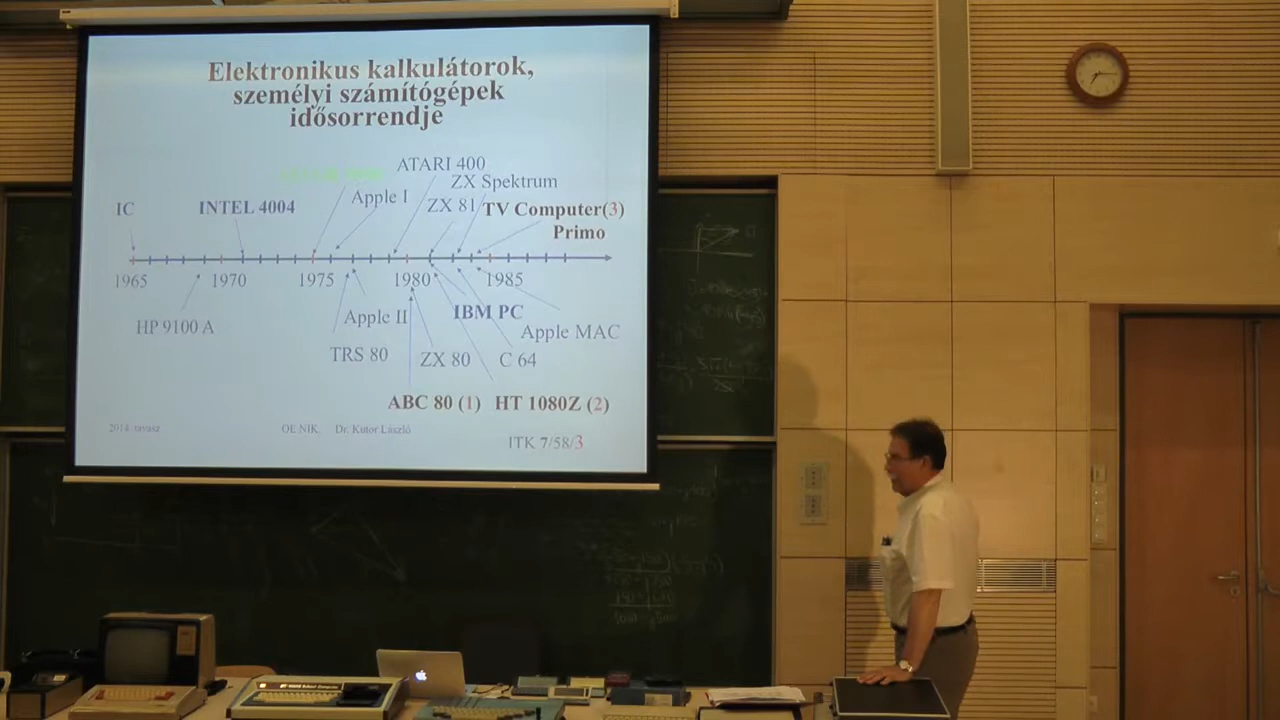 Elektronikus kalkulátorok,
személyi számítógépek
idősorrendje
ATARI 400
ZX Spektrum
Apple I
ZX 81
TV Computer(3)
IC
INTEL 4004
Primo
1965
1970
1975
1980
1985
HP 9100 A
Apple II
IBM PC
Apple MAC
TRS 80
ZX 80
C 64
ABC 80 (1)
HT 1080Z (2)
2014. tavasz
OE NIK
Dr. Kutor László
ITK 7/58/3